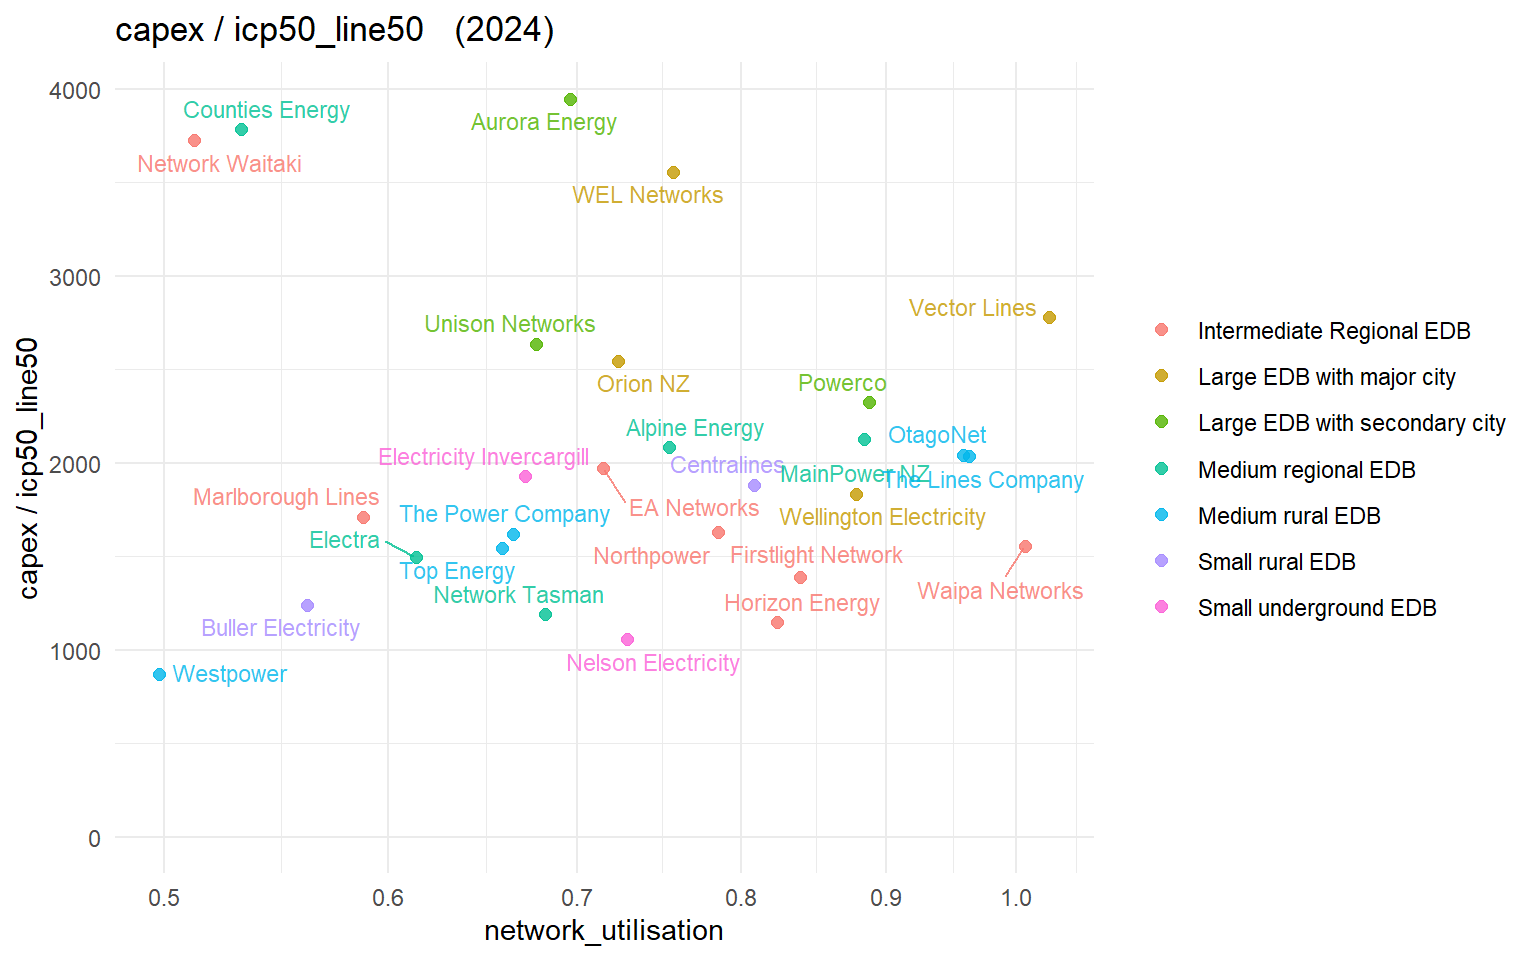 capex / icp50_line50   (2024)
capex / icp50_line50
4000
3000
2000
1000
0
Counties Energy
Aurora Energy
Network Waitaki
WEL Networks
Vector Lines
Unison Networks
Orion NZ
Powerco
Alpine Energy
OtagoNet
Electricity Invercargill
Centralines
MainPower NZ
The Lines Company
Marlborough Lines
EA Networks
The Power Company
Wellington Electricity
Electra
Northpower
Firstlight Network
Top Energy
Waipa Networks
Network Tasman
Horizon Energy
Buller Electricity
Nelson Electricity
Westpower
0.5 0.6 0.7 0.8 0.9 1.0
network_utilisation
Intermediate Regional EDB
Large EDB with major city
Large EDB with secondary city
Medium regional EDB
Medium rural EDB
Small rural EDB
Small underground EDB